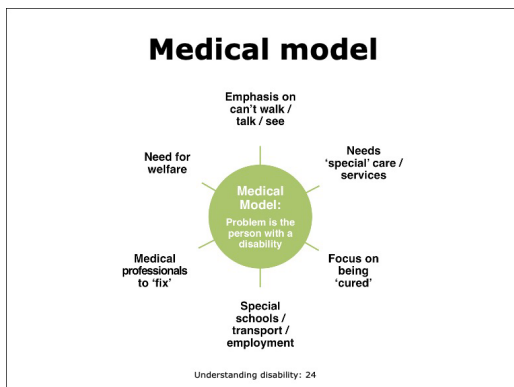 Medical model
Emphasis on
can't walk /
talk / see
Needs
'special' care /
services
Focus on
being
'cured'
Special
schools /
transport /
employment
Medical
professionals
to 'fix'
Need for
welfare
Medical
Model:
Problem is the
person with a
disability
Understanding disability: 24